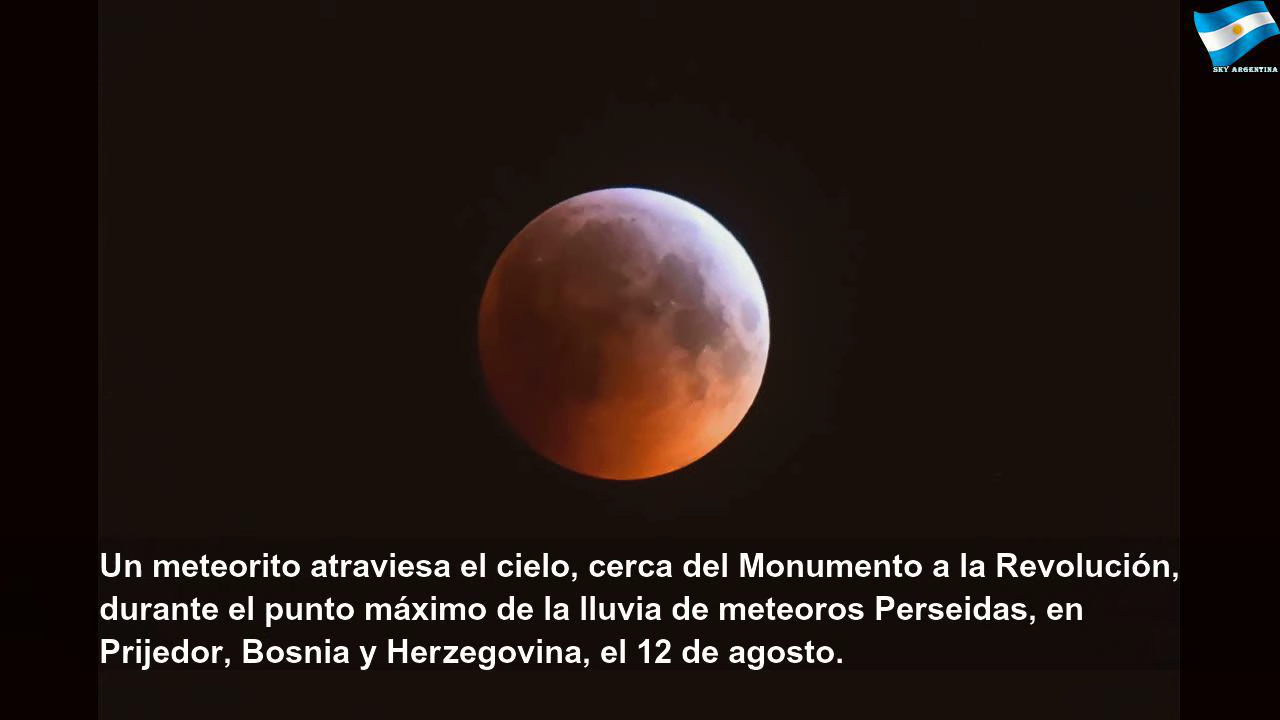 SKY ARGENTINA
Un meteorito atraviesa el cielo, cerca del Monumento a la Revolución,
durante el punto máximo de la lluvia de meteoros Perseidas, en
Prijedor, Bosnia y Herzegovina, el 12 de agosto.